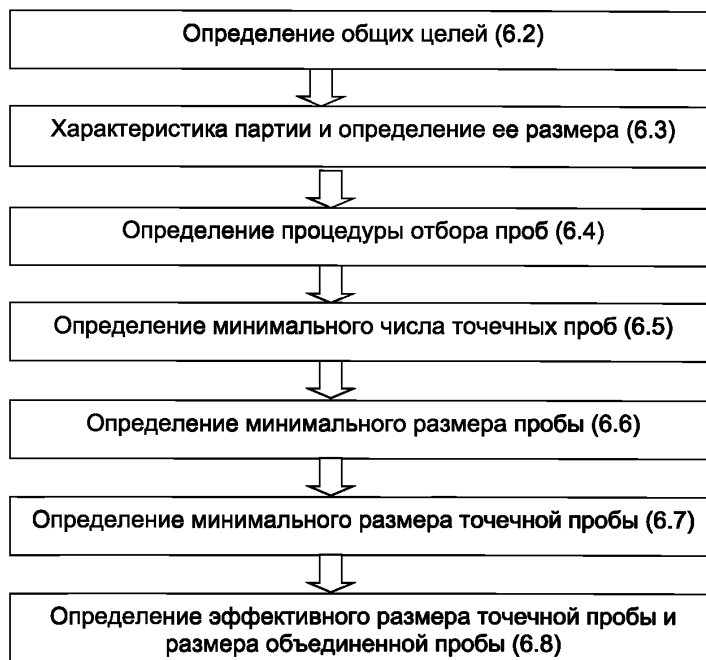 Определение общих целей (6.2)
Характеристика партии и определение ее размера (6.3)
Определение процедуры отбора проб (6.4)
Определение минимального числа точечных проб (6.5)
Определение минимального размера пробы (6.6)
Определение минимального размера точечной пробы (6.7)
Определение эффективного размера точечной пробы и
размера объединенной пробы (6.8)